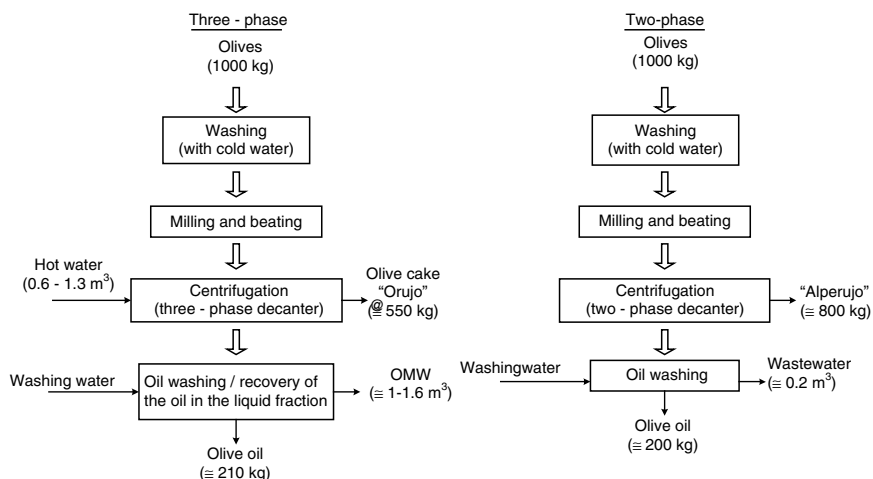 Three - phase
Olives
(1000 kg)
Washing
(with cold water)
Milling and beating
Hot water
(0.6 - 1.3 m³)
Centrifugation
(three - phase decanter)
Olive cake
“Orujo”
@
(≅ 550 kg)
Washing water
Oil washing / recovery of
the oil in the liquid fraction
OMW
(≅ 1-1.6 m³)
Olive oil
(≅ 210 kg)
Two-phase
Olives
(1000 kg)
Washing
(with cold water)
Milling and beating
Centrifugation
(two - phase decanter)
“Alperujo”
(≅ 800 kg)
Washingwater
Oil washing
Wastewater
(≅ 0.2 m³)
Olive oil
(≅ 200 kg)